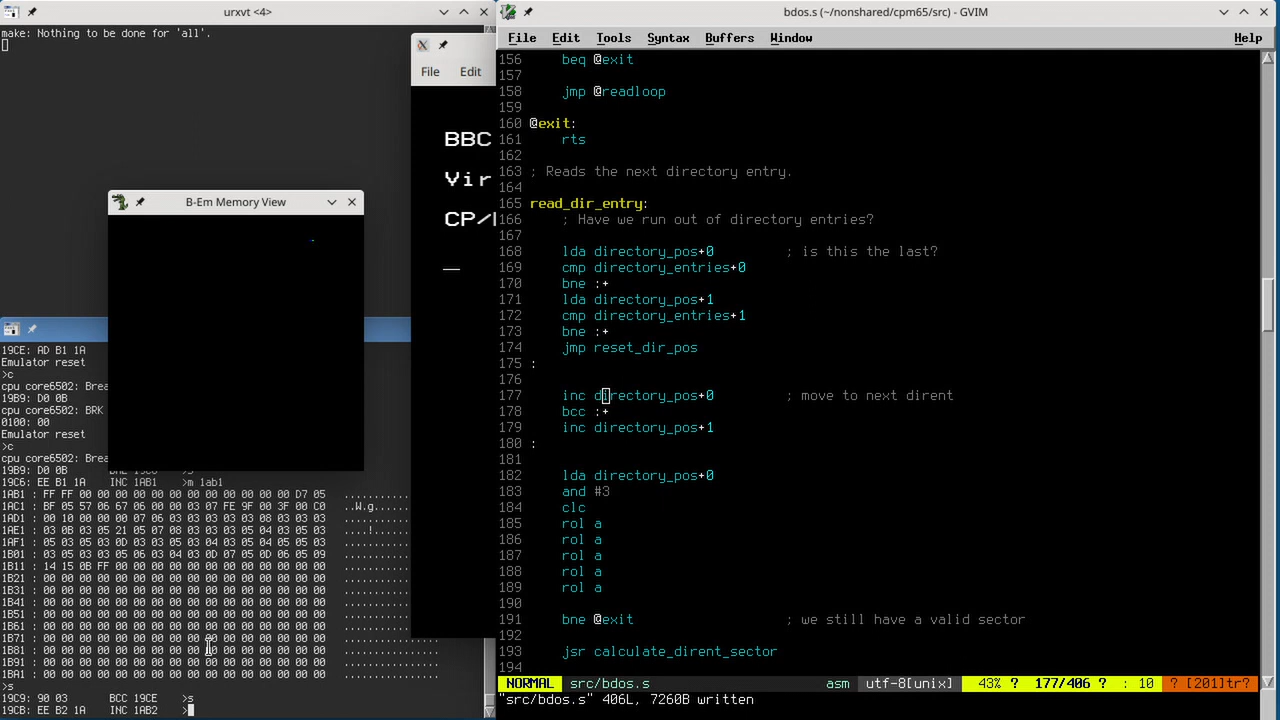 urxvt <4>
make: Nothing to be done for 'all'.
File Edit
BBC
Vir
CP/
B-Em Memory View
19CE: AD B1 1A
Emulator reset
>c
cpu core6502: Brea
19B9: D0 0B
cpu core6502: BRK
0100: 00
Emulator reset
>c
cpu core6502: Brea
19B9: D0 0B BNE 19C6 >s
19C6: EE B1 1A INC 1AB1 >m 1ab1
1AB1 : FF FF 00 00 00 00 00 00 00 00 00 00 00 00 D7 05 ................
1AC1 : BF 05 57 06 67 06 00 00 03 07 FE 9F 00 3F 00 C0 ..W.g...........
1AD1 : 00 10 00 00 00 07 06 03 03 03 03 03 08 03 03 03
1AE1 : 03 0B 03 05 21 05 07 08 03 03 03 05 04 03 05 03 ....!...........
1AF1 : 05 03 05 03 0D 03 04 03 03 05 03 05 04 05 03 03
1B01 : 03 05 03 03 05 06 03 04 03 0D 07 05 0D 06 05 09
1B11 : 14 15 0B FF 00 00 00 00 00 00 00 00 00 00 00 00
1B21 : 00 00 00 00 00 00 00 00 00 00 00 00 00 00 00 00
1B31 : 00 00 00 00 00 00 00 00 00 00 00 00 00 00 00 00
1B41 : 00 00 00 00 00 00 00 00 00 00 00 00 00 00 00 00
1B51 : 00 00 00 00 00 00 00 00 00 00 00 00 00 00 00 00
1B61 : 00 00 00 00 00 00 00 00 00 00 00 00 00 00 00 00
1B71 : 00 00 00 00 00 00 00 00 00 00 00 00 00 00 00 00
1B81 : 00 00 00 00 00 00 00 00 00 00 00 00 00 00 00 00
1B91 : 00 00 00 00 00 00 00 00 00 00 00 00 00 00 00 00
1BA1 : 00 00 00 00 00 00 00 00 00 00 00 00 00 00 00 00
>s
19C9: 90 03 BCC 19CE >s
19CB: EE B2 1A INC 1AB2 >
bdos.s (~/nonshared/cpm65/src) - GVIM
File Edit Tools Syntax Buffers Window Help
156 beq @exit
157
158 jmp @readloop
159
160 @exit:
161 rts
162
163 ; Reads the next directory entry.
164
165 read_dir_entry:
166 ; Have we run out of directory entries?
167
168 lda directory_pos+0 ; is this the last?
169 cmp directory_entries+0
170 bne :+
171 lda directory_pos+1
172 cmp directory_entries+1
173 bne :+
174 jmp reset_dir_pos
175 :
176
177 inc directory_pos+0 ; move to next dirent
178 bcc :+
179 inc directory_pos+1
180 :
181
182 lda directory_pos+0
183 and #3
184 clc
185 rol a
186 rol a
187 rol a
188 rol a
189 rol a
190
191 bne @exit ; we still have a valid sector
192
193 jsr calculate_dirent_sector
194
NORMAL src/bdos.s asm utf-8[unix] 43% ? 177/406 ? : 10 ? [201]tr?
"src/bdos.s" 406L, 7260B written